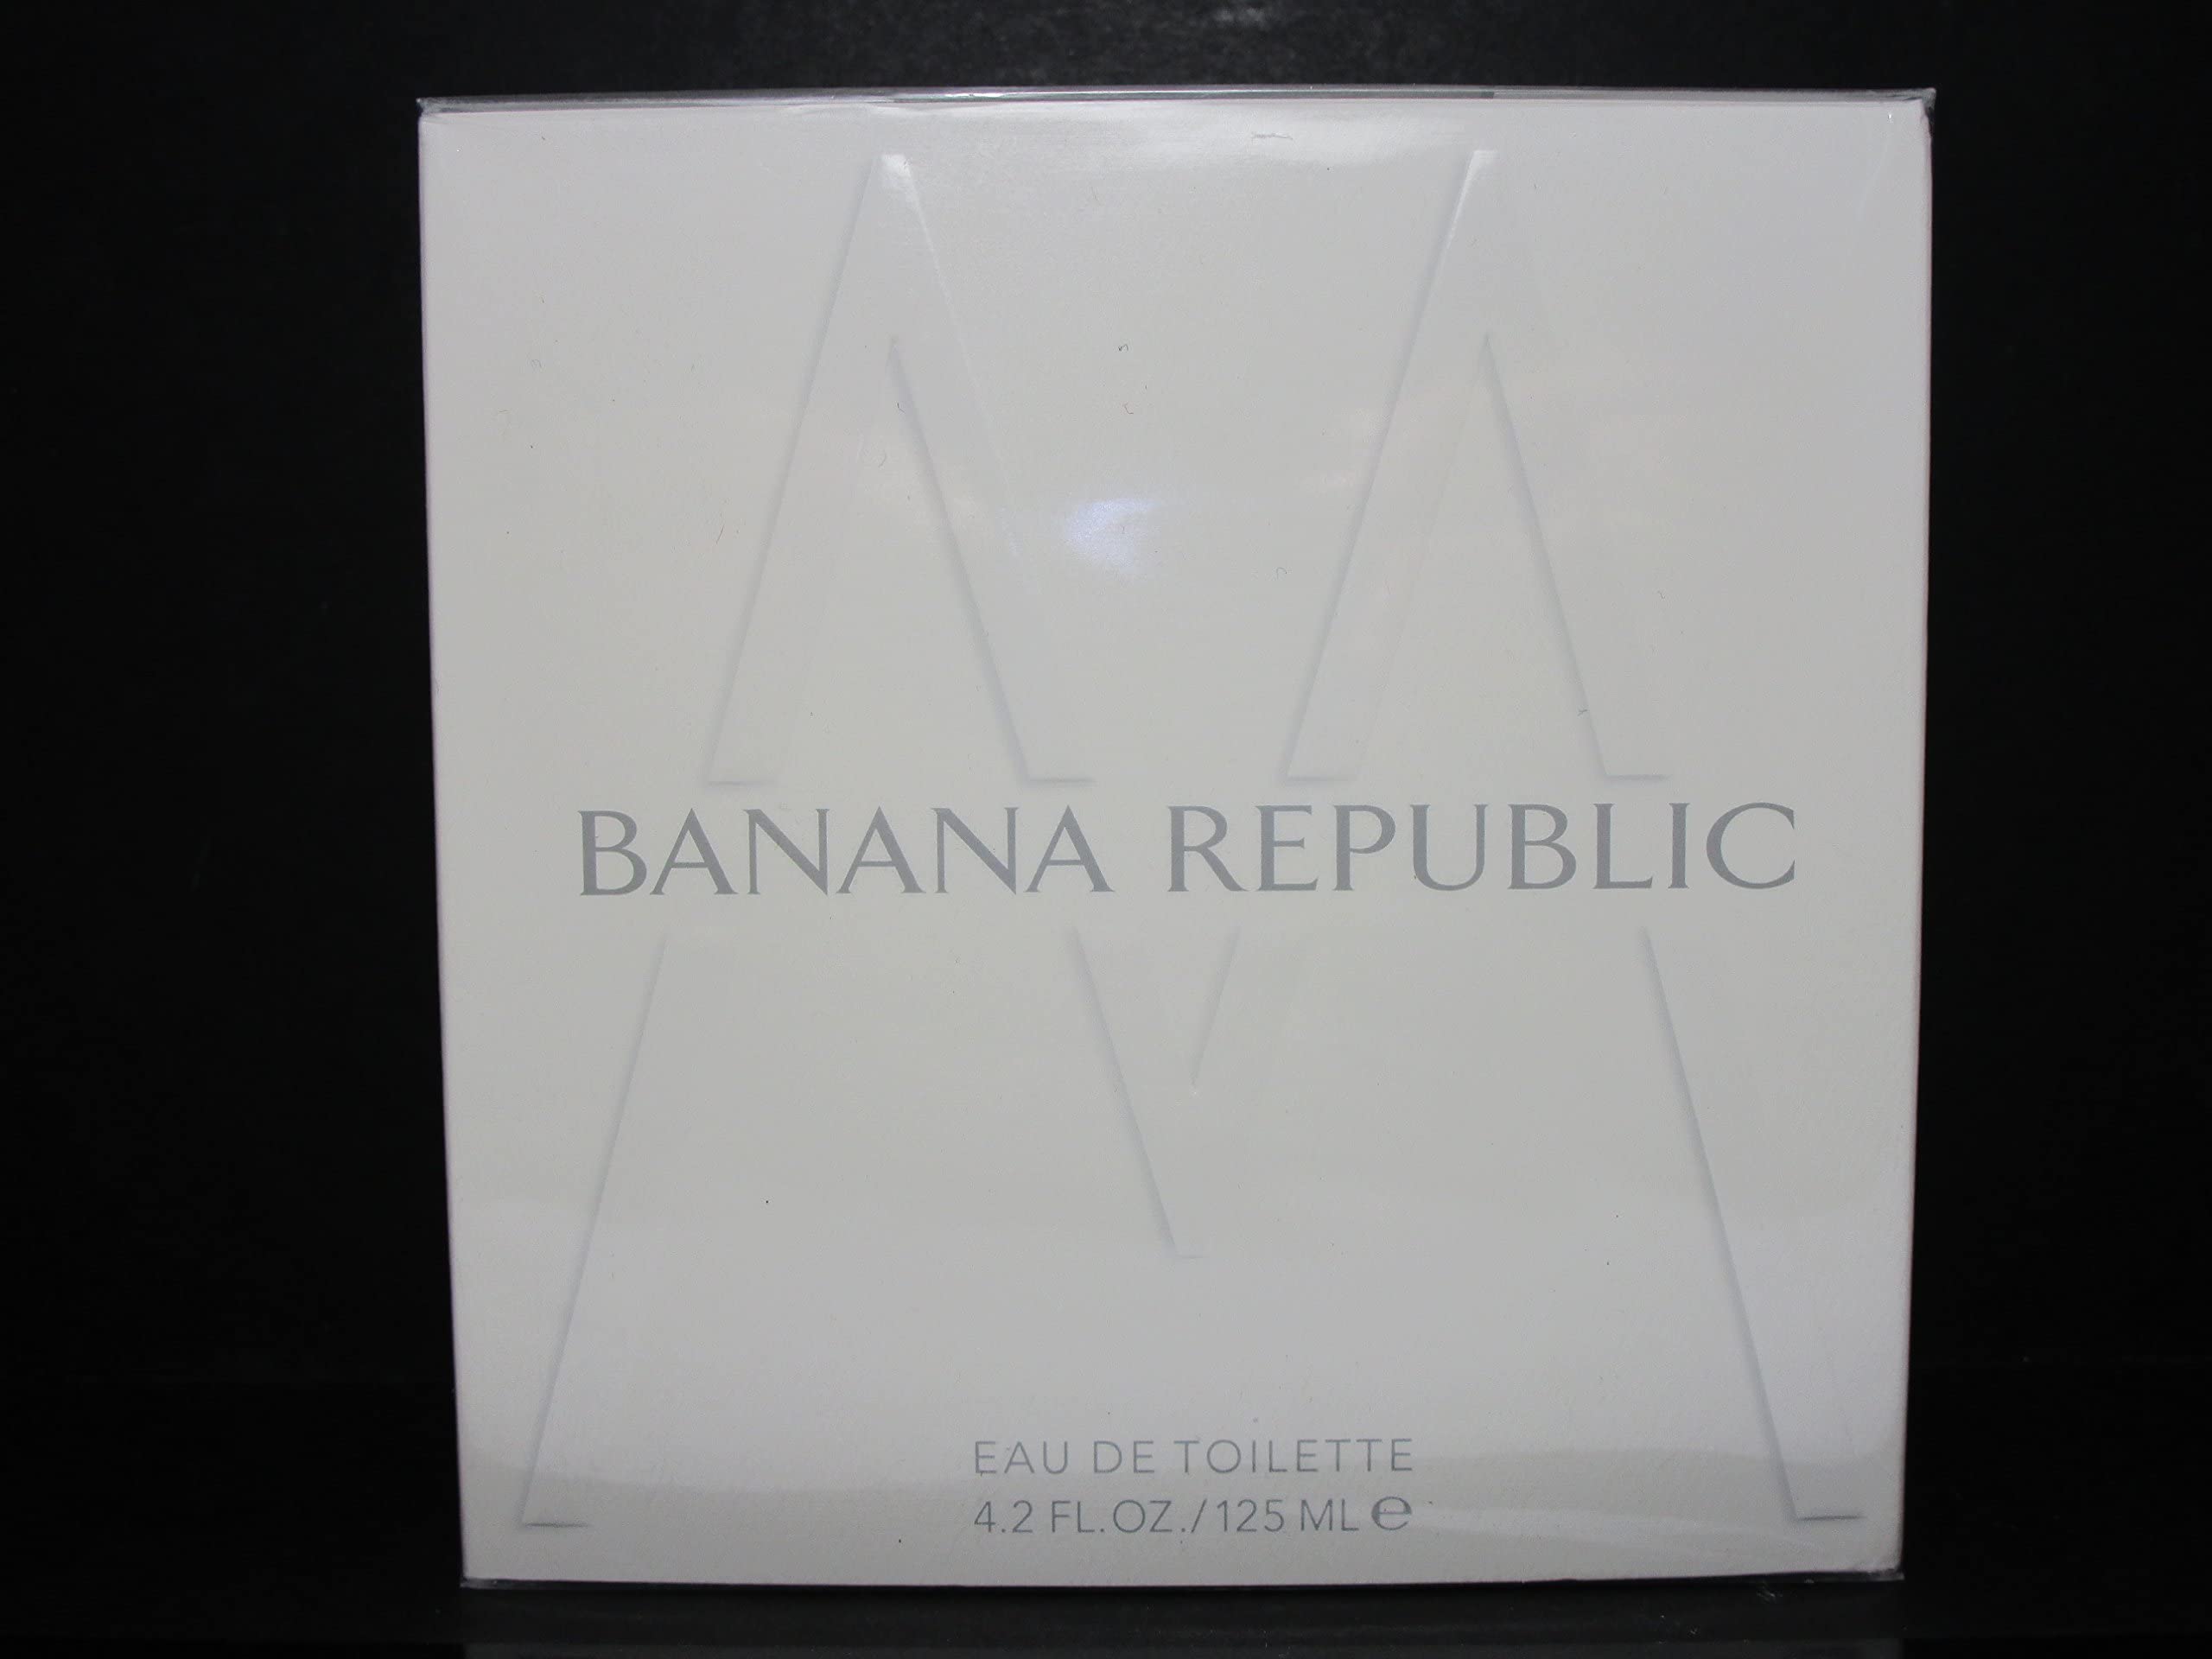 M
BANANA REPUBLIC
EAU DE TOILETTE
4.2 FL.OZ./125 ML e